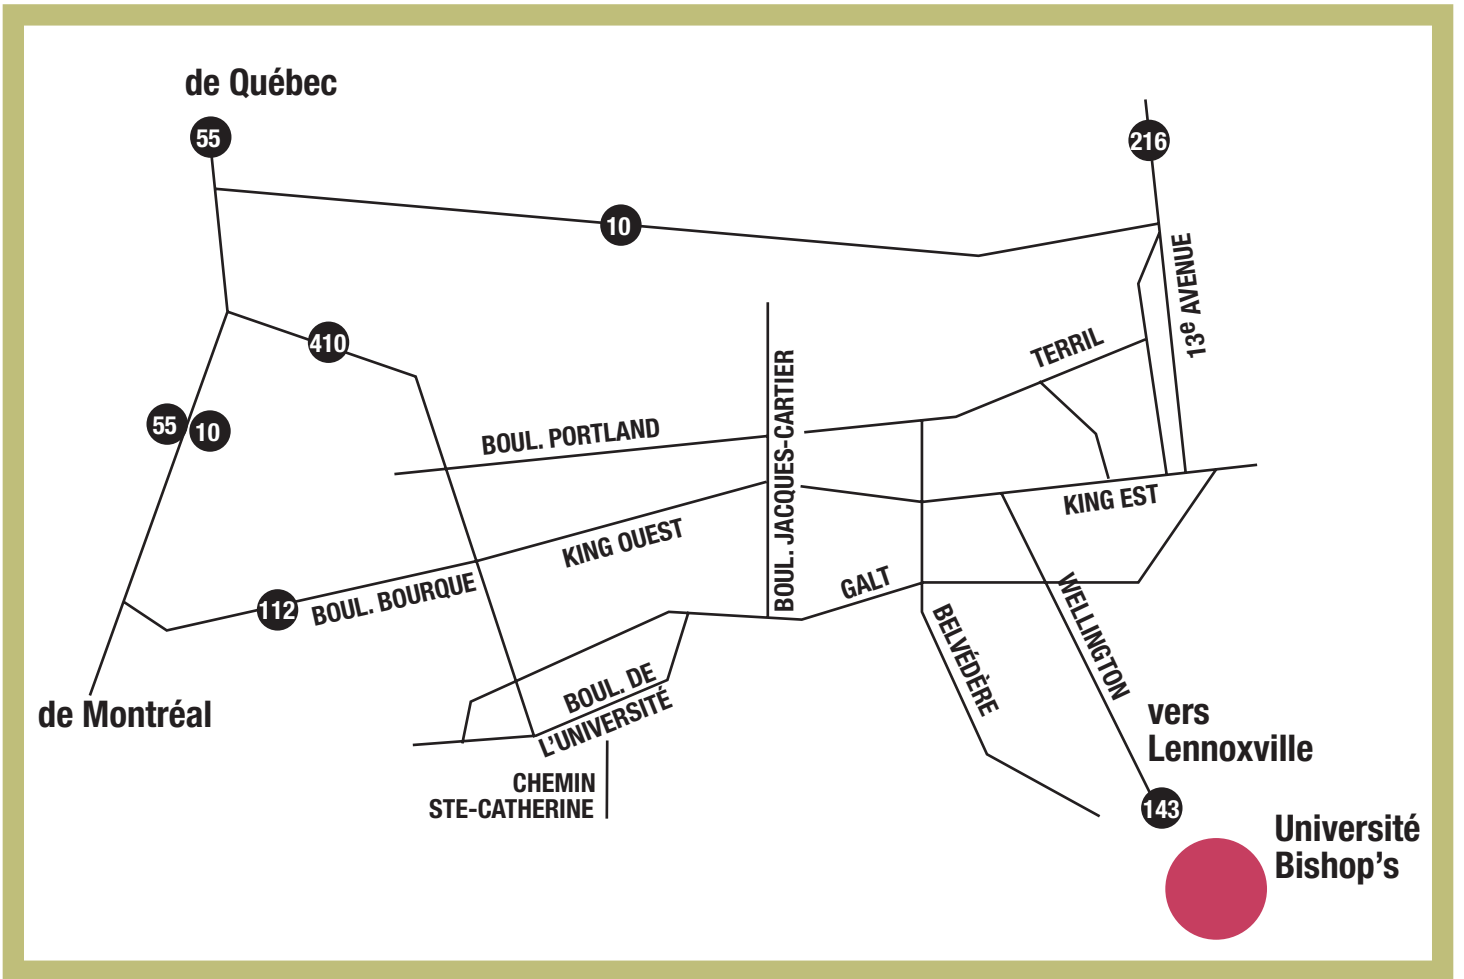 de Québec
55
216
10
13e AVENUE
410
TERRIL
BOUL. JACQUES-CARTIER
55
10
BOUL. PORTLAND
KING EST
KING OUEST
112
BOUL. BOURQUE
GALT
WELLINGTON
BELVÉDÈRE
BOUL. DE
L'UNIVERSITÉ
de Montréal
vers
Lennoxville
CHEMIN
STE-CATHERINE
143
Université
Bishop's